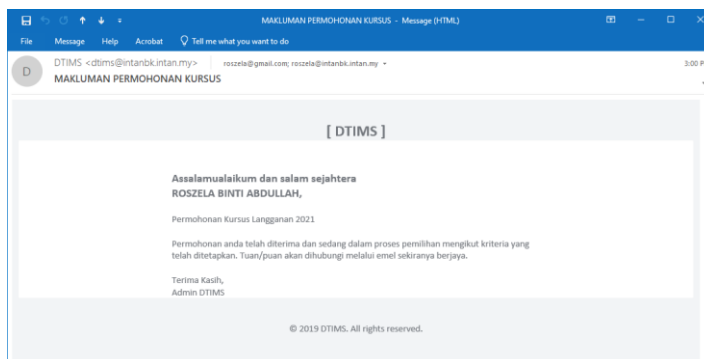 MAKLUMAN PERMOHONAN KURSUS - Message (HTML)
File Message Help Acrobat Tell me what you want to do
D
DTIMS <dtims@intanbk.intan.my> roszela@gmail.com; roszela@intanbk.intan.my
3:00 P
MAKLUMAN PERMOHONAN KURSUS
[ DTIMS ]
Assalamualaikum dan salam sejahtera
ROSZELA BINTI ABDULLAH,
Permohonan Kursus Langganan 2021
Permohonan anda telah diterima dan sedang dalam proses pemilihan mengikut kriteria yang
telah ditetapkan. Tuan/puan akan dihubungi melalui emel sekiranya berjaya.
Terima Kasih,
Admin DTIMS
© 2019 DTIMS. All rights reserved.